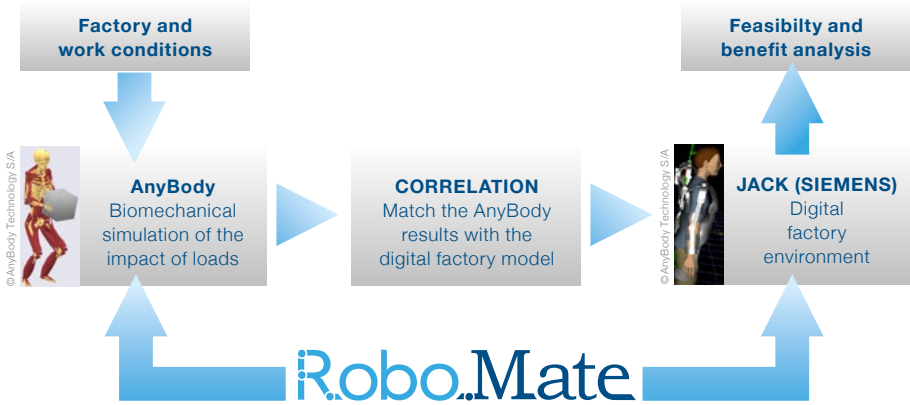 Factory and
work conditions
Feasibilty and
benefit analysis
© AnyBody Technology S/A
AnyBody
Biomechanical
simulation of the
impact of loads
CORRELATION
Match the AnyBody
results with the
digital factory model
© AnyBody Technology S/A
JACK (SIEMENS)
Digital
factory
environment
Robo.Mate